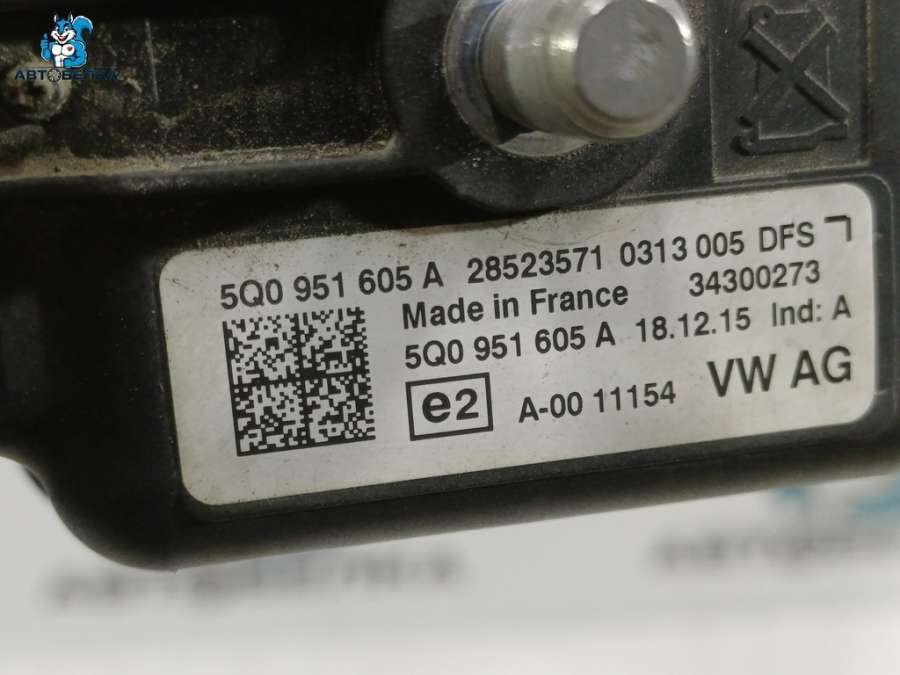 АВТОБЕЛКА
5Q0 951 605 A 28523571 0313 005 DFS
Made in France 34300273
5Q0 951 605 A 18.12.15 Ind: A
e2 A-00 11154 VW AG